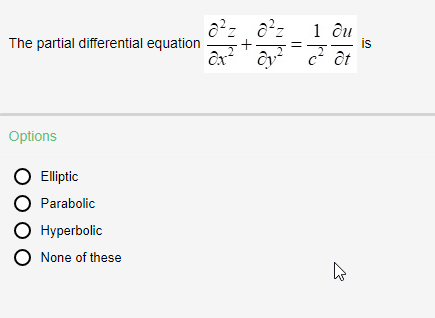 The partial differential equation ∂²z/∂x² + ∂²z/∂y² = 1/c² ∂u/∂t is
Options
Elliptic
Parabolic
Hyperbolic
None of these